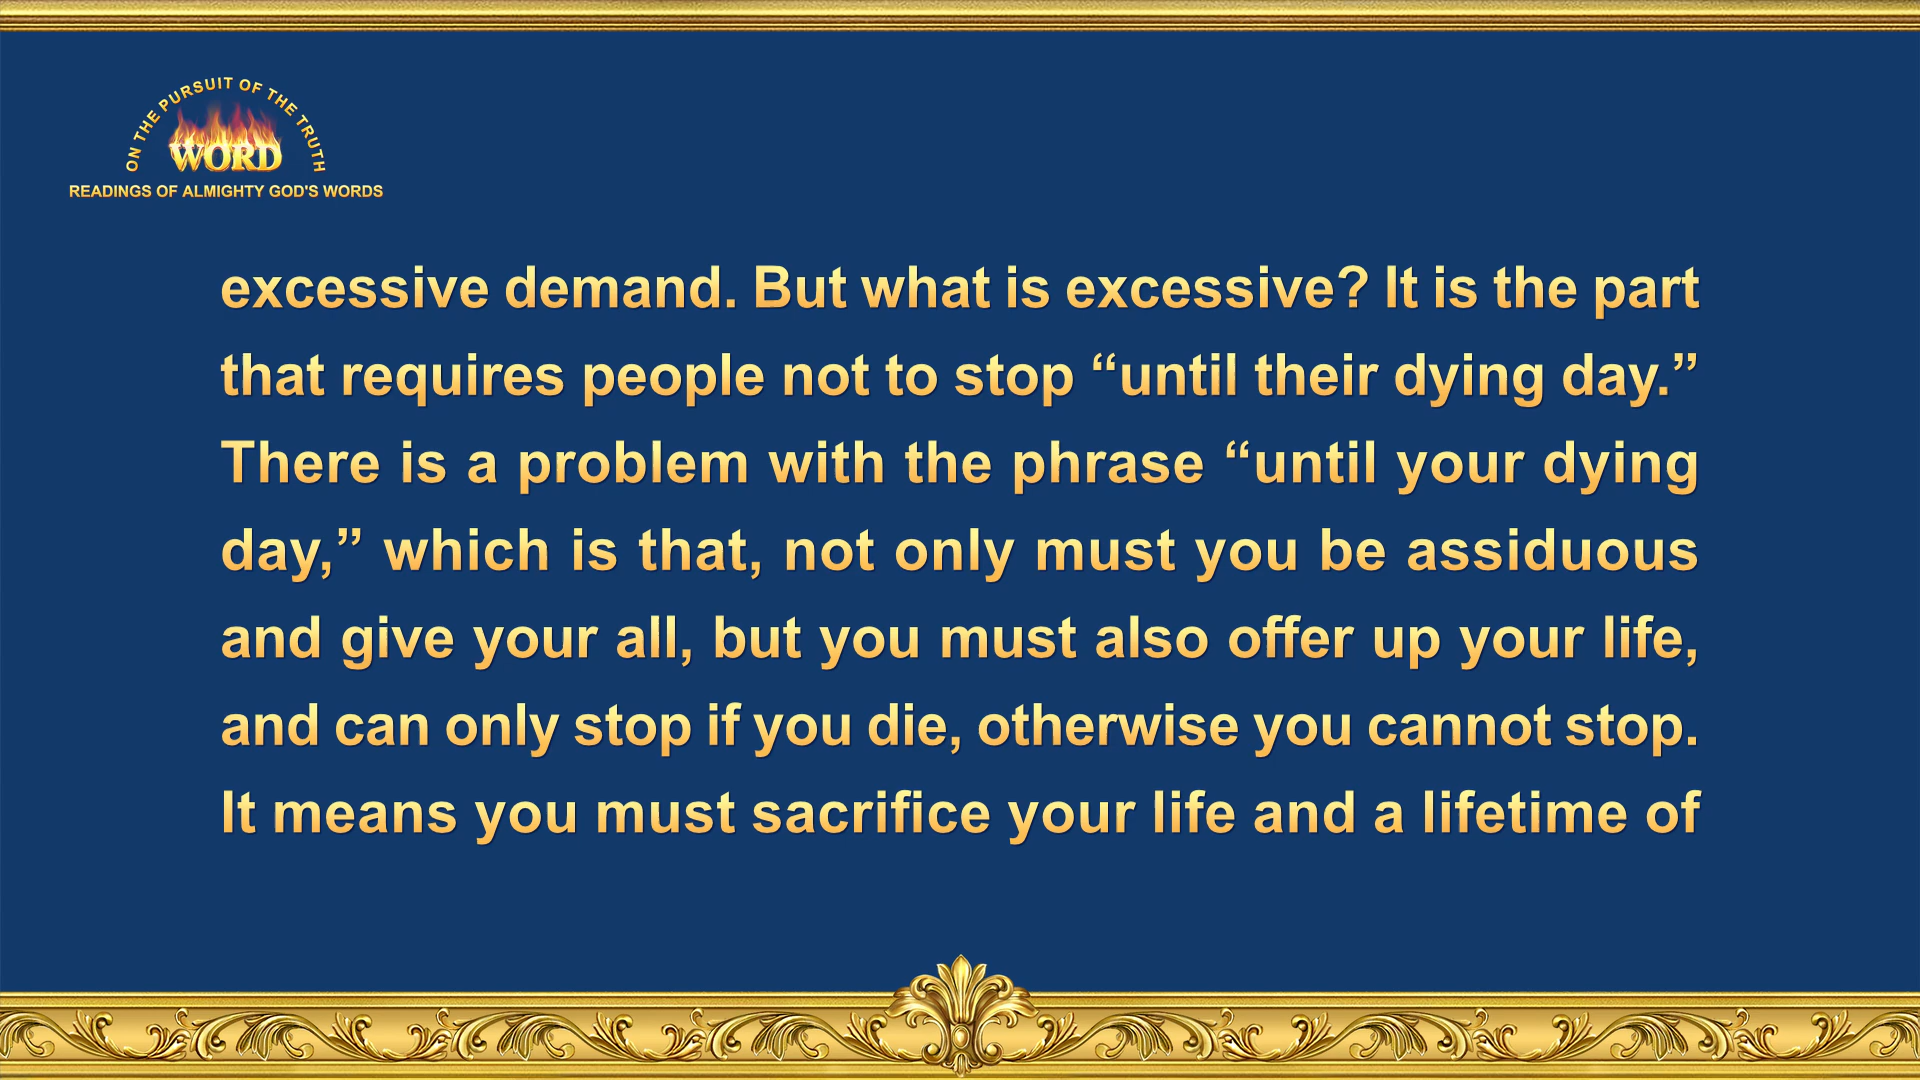 ON THE PURSUIT OF THE TRUTH
WORD
READINGS OF ALMIGHTY GOD'S WORDS
excessive demand. But what is excessive? It is the part
that requires people not to stop “until their dying day.”
There is a problem with the phrase “until your dying
day,” which is that, not only must you be assiduous
and give your all, but you must also offer up your life,
and can only stop if you die, otherwise you cannot stop.
It means you must sacrifice your life and a lifetime of